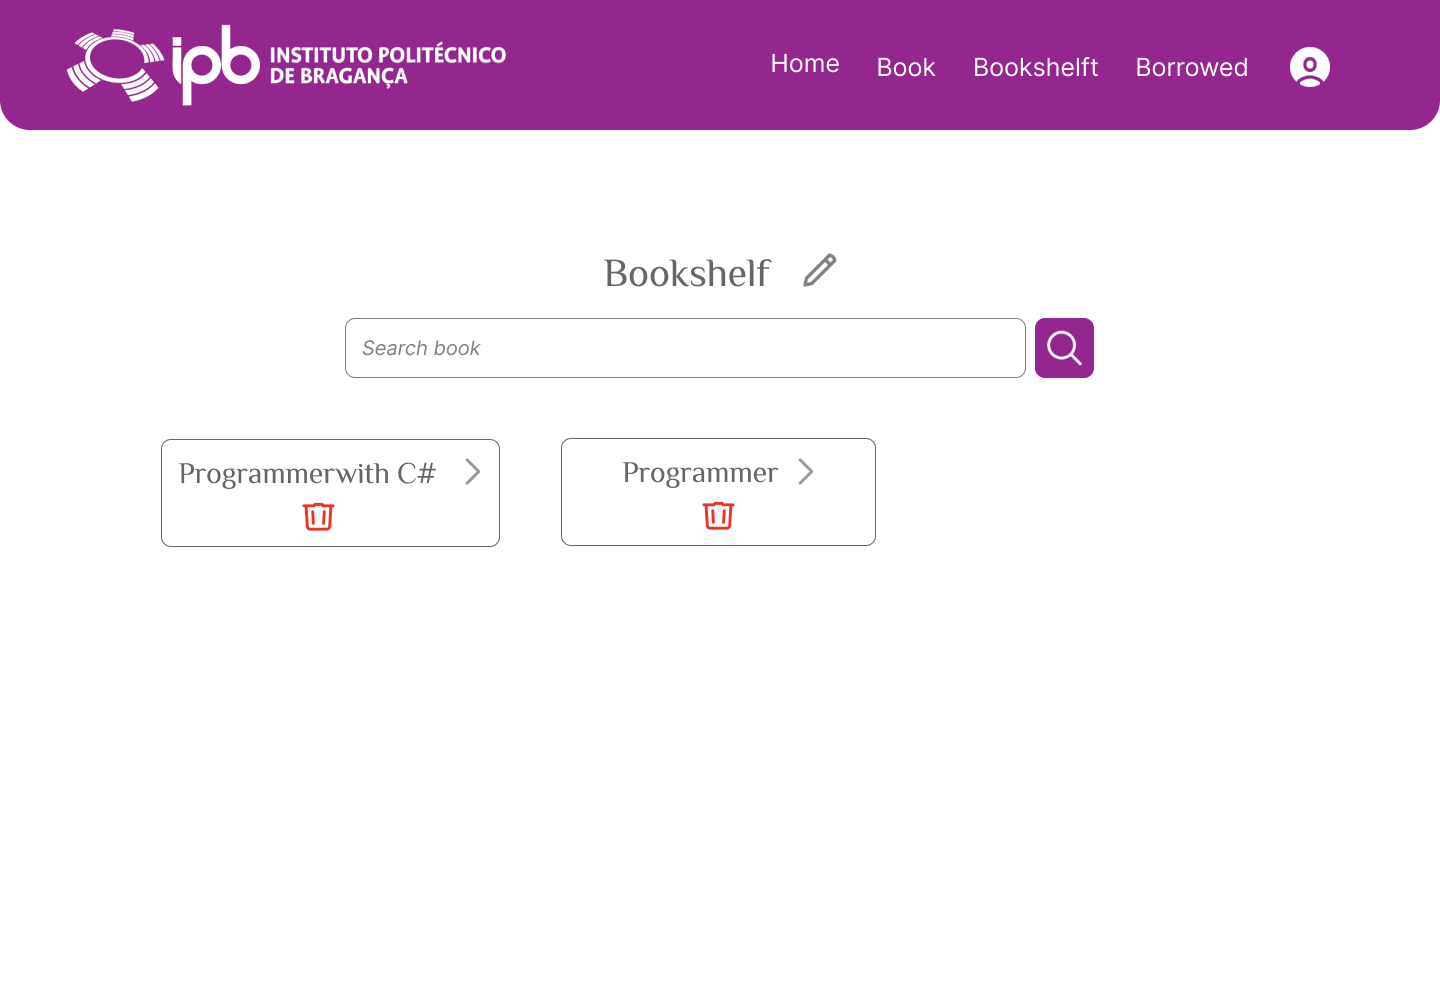 ipb INSTITUTO POLITÉCNICO
DE BRAGANÇA
Home Book Bookshelft Borrowed
Bookshelf
Search book
Programmerwith C#
Programmer